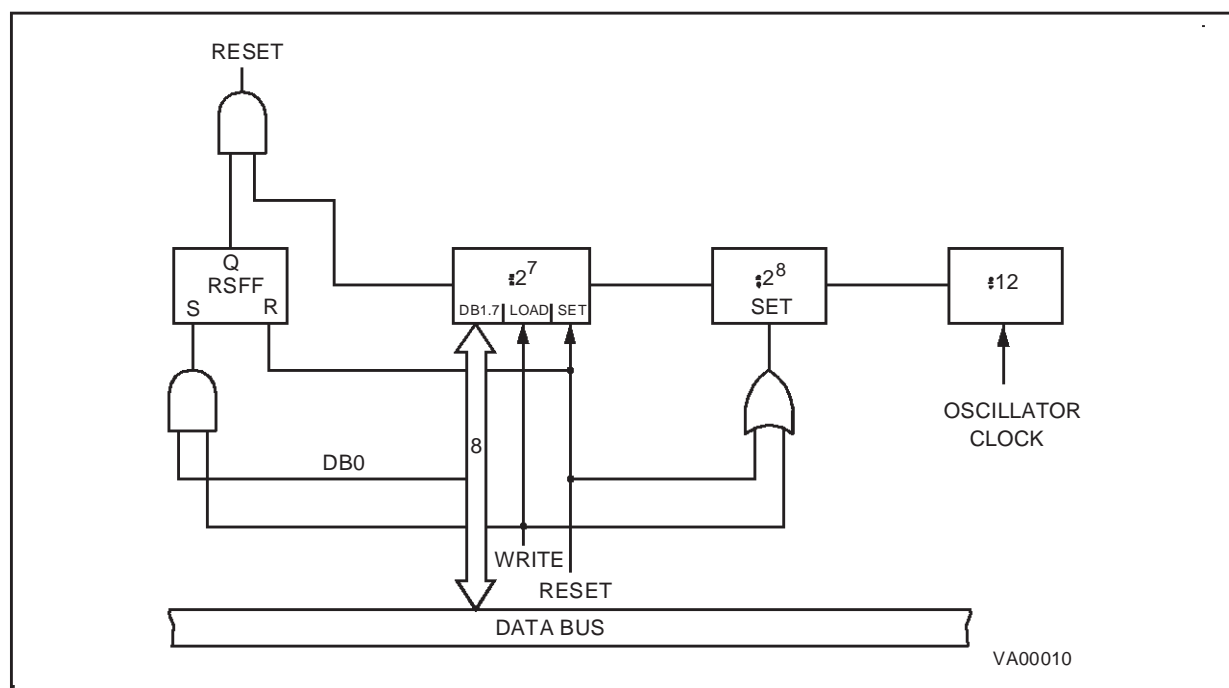 RESET
Q
RSFF
S R
÷2⁷
DB1.7 LOAD SET
÷2⁸
SET
÷12
OSCILLATOR
CLOCK
8
DB0
WRITE
RESET
DATA BUS
VA00010